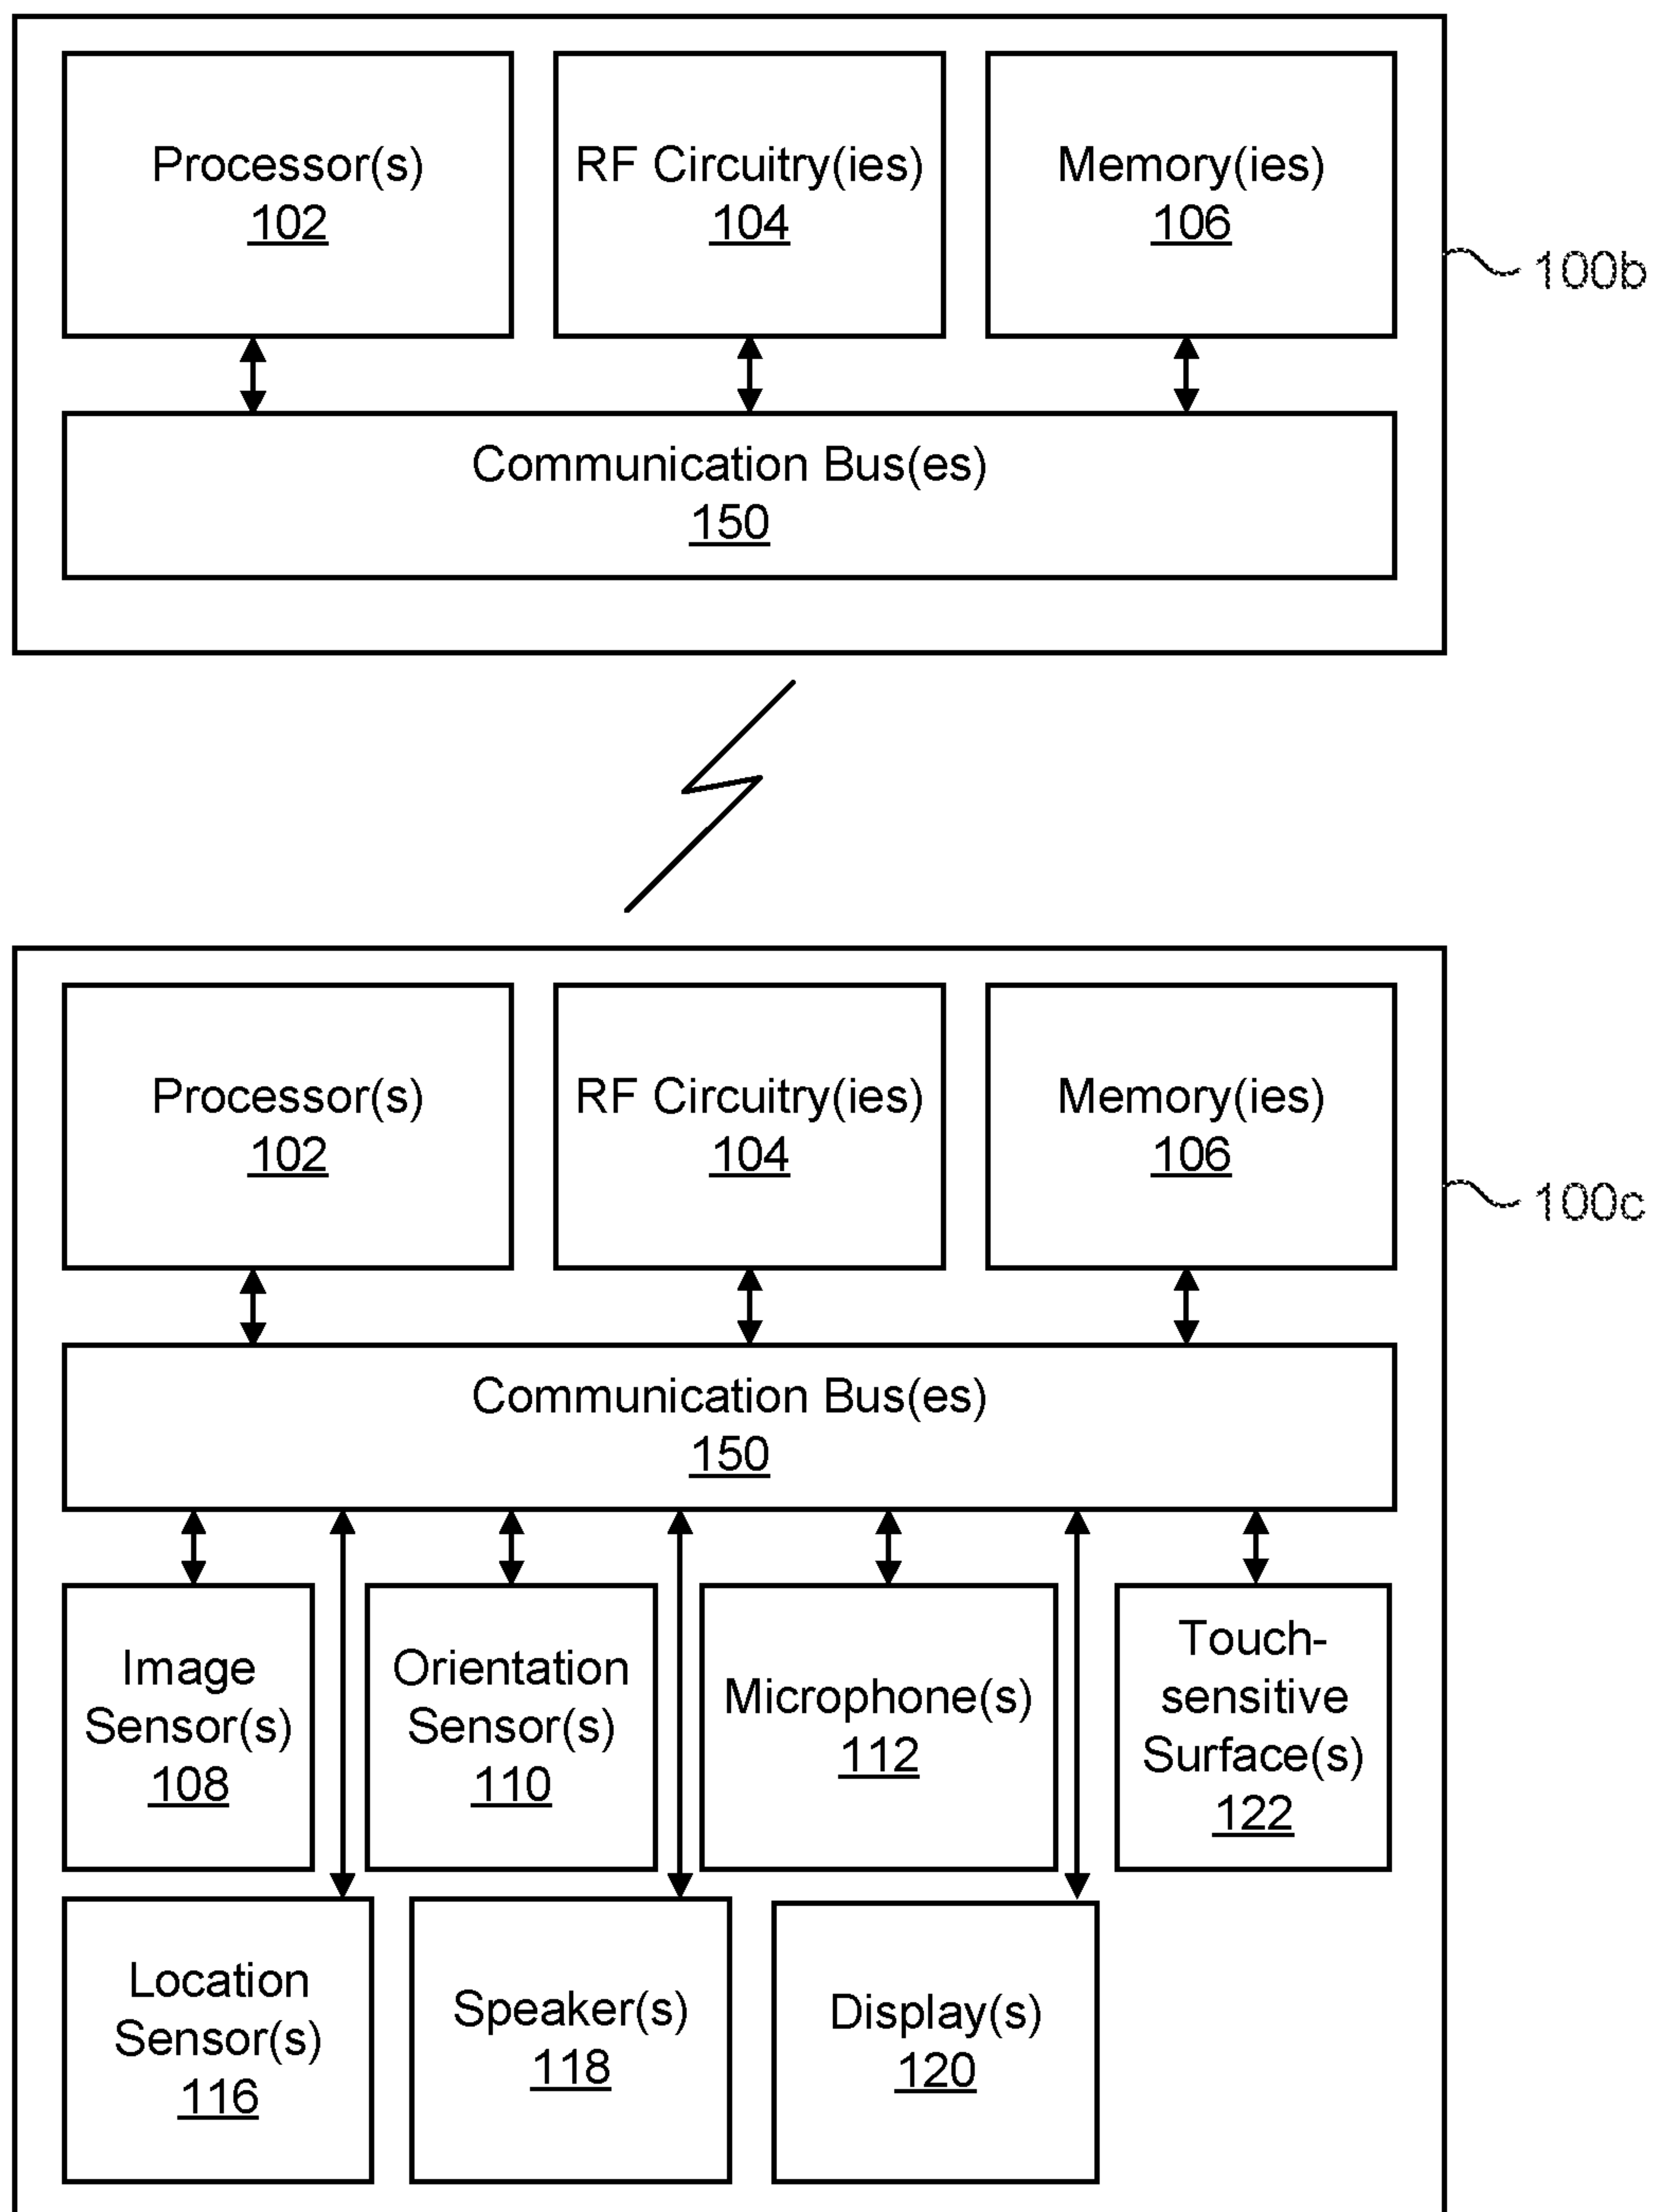 Processor(s)
102
RF Circuitry(ies)
104
Memory(ies)
106
100b
Communication Bus(es)
150
Processor(s)
102
RF Circuitry(ies)
104
Memory(ies)
106
100c
Communication Bus(es)
150
Image
Sensor(s)
108
Orientation
Sensor(s)
110
Microphone(s)
112
Touch-
sensitive
Surface(s)
122
Location
Sensor(s)
116
Speaker(s)
118
Display(s)
120